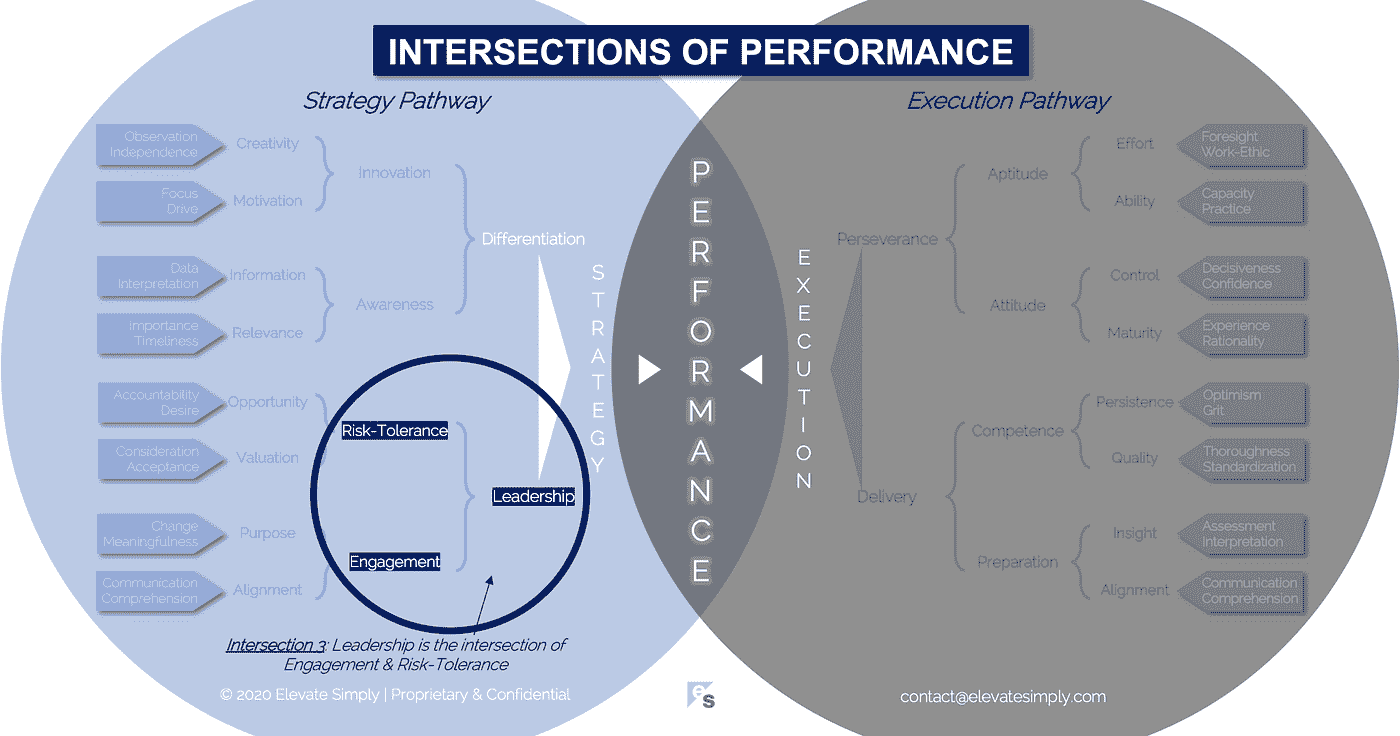 INTERSECTIONS OF PERFORMANCE
Strategy Pathway
Observation
Independence
Creativity
Focus
Drive
Motivation
Innovation
Data
Interpretation
Information
Importance
Timeliness
Relevance
Awareness
Differentiation
Accountability
Desire
Opportunity
Consideration
Acceptance
Valuation
Risk-Tolerance
Change
Meaningfulness
Purpose
Communication
Comprehension
Alignment
Engagement
Leadership
STRATEGY
PERFORMANCE
EXECUTION
Execution Pathway
Perseverance
Aptitude
Effort
Foresight
Work-Ethic
Ability
Capacity
Practice
Attitude
Control
Decisiveness
Confidence
Maturity
Experience
Rationality
Delivery
Competence
Persistence
Optimism
Grit
Quality
Thoroughness
Standardization
Preparation
Insight
Assessment
Interpretation
Alignment
Communication
Comprehension
Intersection 3: Leadership is the intersection of
Engagement & Risk-Tolerance
© 2020 Elevate Simply | Proprietary & Confidential
es
contact@elevatesimply.com